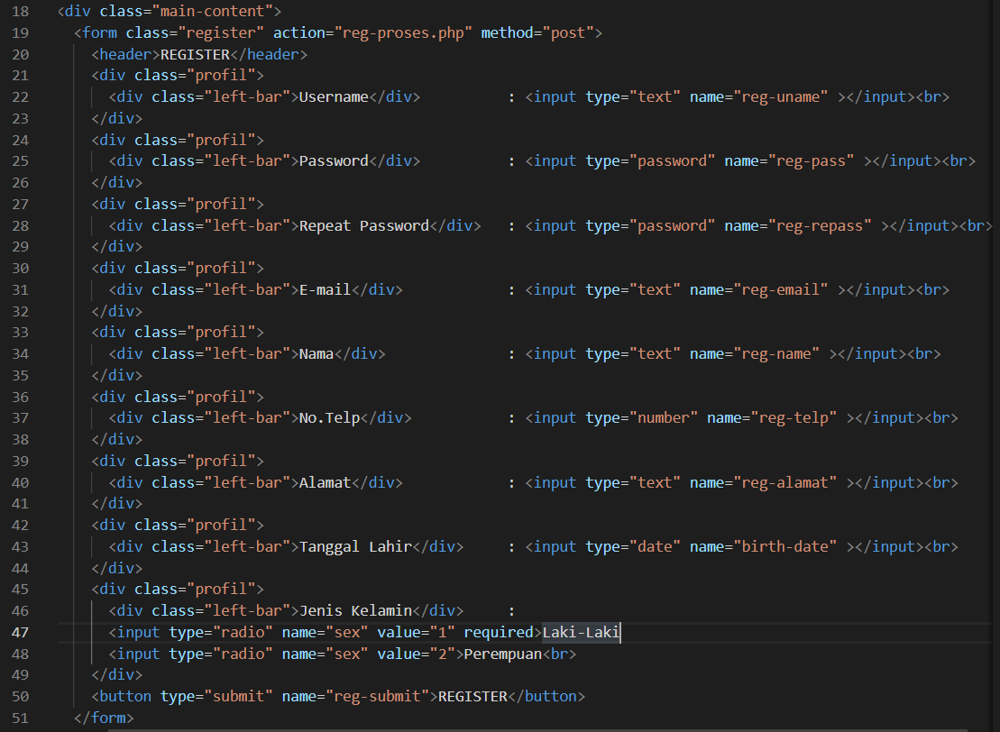 18 <div class="main-content">
19 <form class="register" action="reg-proses.php" method="post">
20 <header>REGISTER</header>
21 <div class="profil">
22 <div class="left-bar">Username</div> : <input type="text" name="reg-uname" ></input><br>
23 </div>
24 <div class="profil">
25 <div class="left-bar">Password</div> : <input type="password" name="reg-pass" ></input><br>
26 </div>
27 <div class="profil">
28 <div class="left-bar">Repeat Password</div> : <input type="password" name="reg-repass" ></input><br>
29 </div>
30 <div class="profil">
31 <div class="left-bar">E-mail</div> : <input type="text" name="reg-email" ></input><br>
32 </div>
33 <div class="profil">
34 <div class="left-bar">Nama</div> : <input type="text" name="reg-name" ></input><br>
35 </div>
36 <div class="profil">
37 <div class="left-bar">No.Telp</div> : <input type="number" name="reg-telp" ></input><br>
38 </div>
39 <div class="profil">
40 <div class="left-bar">Alamat</div> : <input type="text" name="reg-alamat" ></input><br>
41 </div>
42 <div class="profil">
43 <div class="left-bar">Tanggal Lahir</div> : <input type="date" name="birth-date" ></input><br>
44 </div>
45 <div class="profil">
46 <div class="left-bar">Jenis Kelamin</div> :
47 <input type="radio" name="sex" value="1" required>Laki-Laki
48 <input type="radio" name="sex" value="2">Perempuan<br>
49 </div>
50 <button type="submit" name="reg-submit">REGISTER</button>
51 </form>